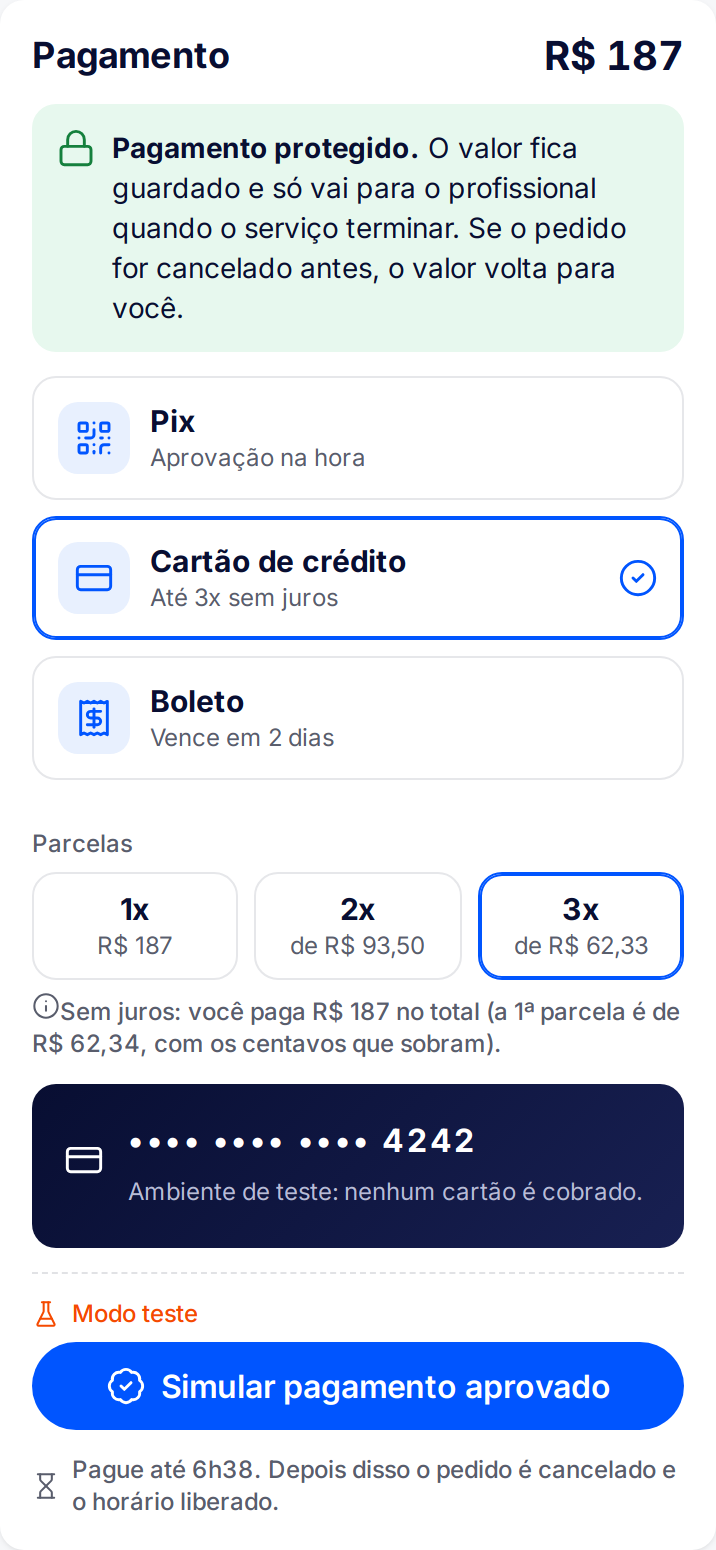 Pagamento
R$ 187
Pagamento protegido. O valor fica
guardado e só vai para o profissional
quando o serviço terminar. Se o pedido
for cancelado antes, o valor volta para
você.
Pix
Aprovação na hora
Cartão de crédito
Até 3x sem juros
Boleto
Vence em 2 dias
Parcelas
1x
R$ 187
2x
de R$ 93,50
3x
de R$ 62,33
Sem juros: você paga R$ 187 no total (a 1ª parcela é de
R$ 62,34, com os centavos que sobram).
•••• •••• •••• 4242
Ambiente de teste: nenhum cartão é cobrado.
Modo teste
Simular pagamento aprovado
Pague até 6h38. Depois disso o pedido é cancelado e
o horário liberado.